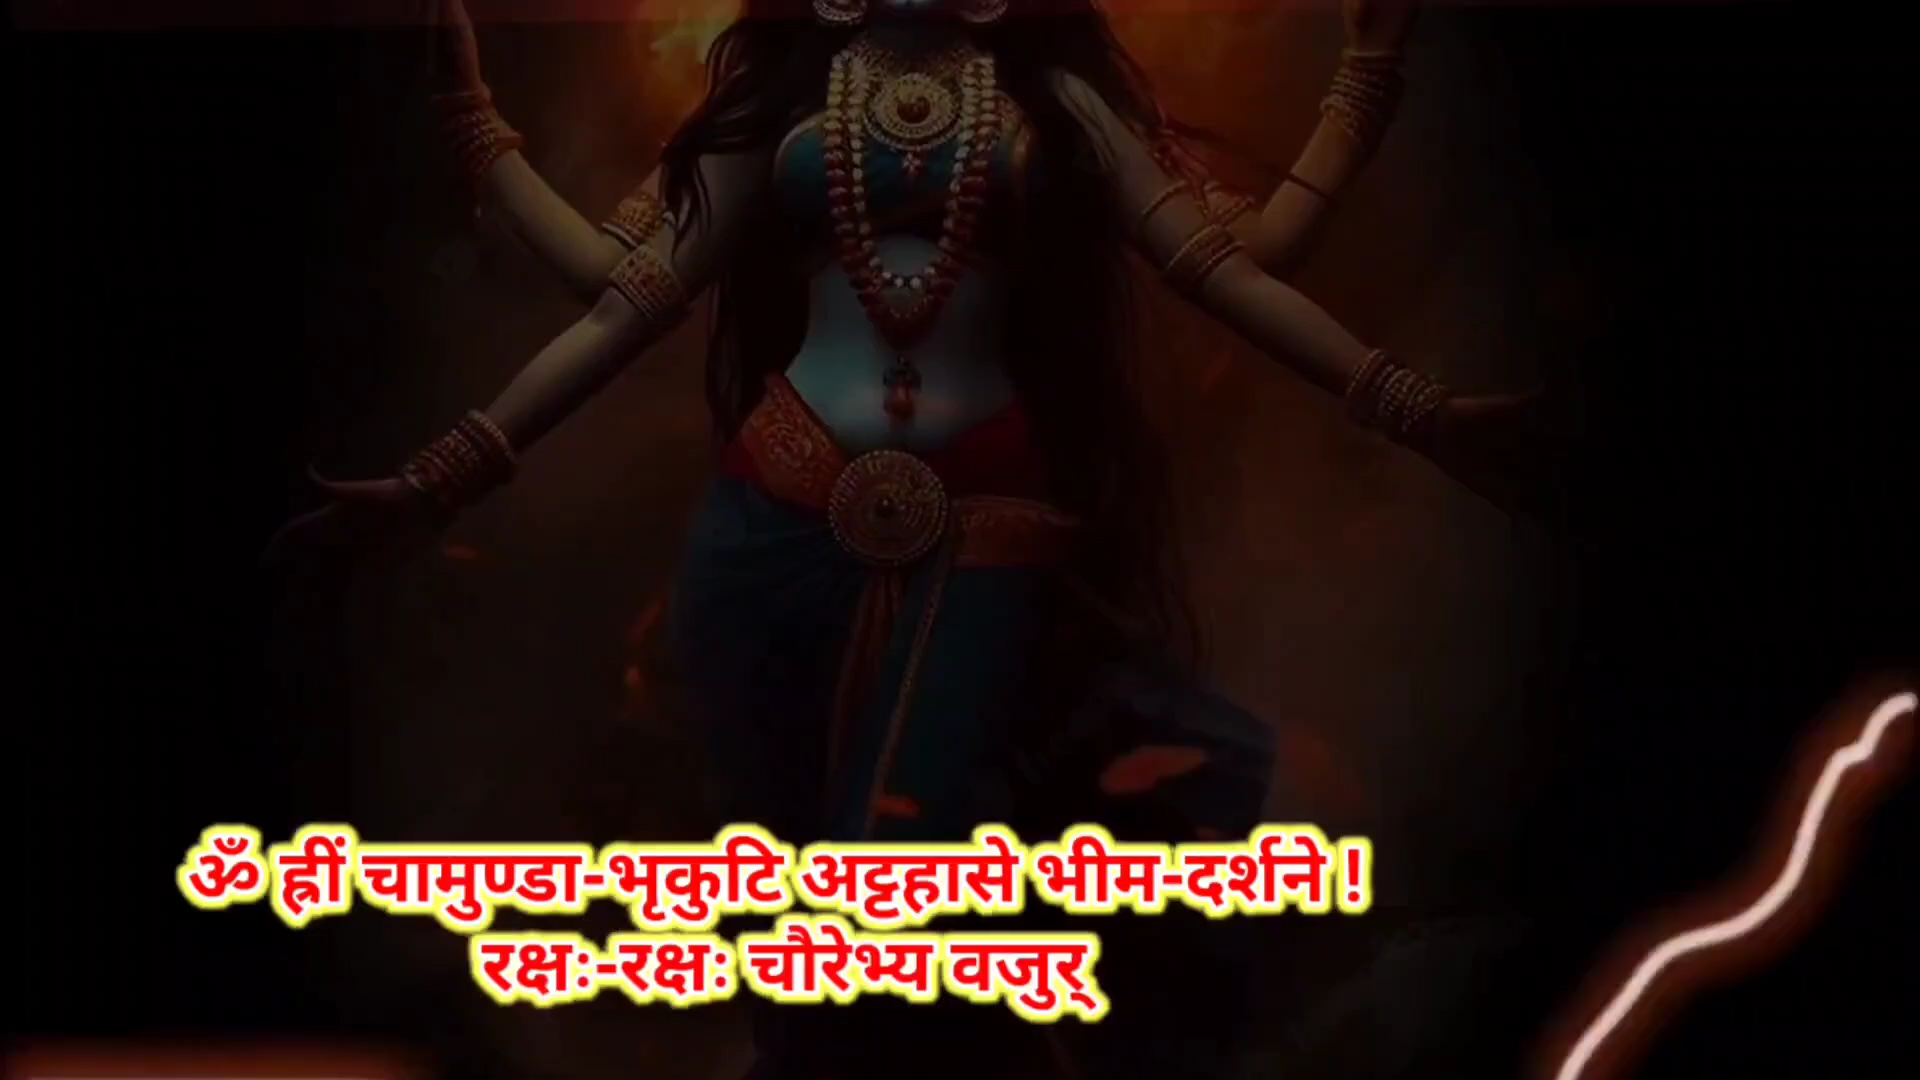 ॐ ह्रीं चामुण्डा-भृकुटि अट्टहासे भीम-दर्शने !
रक्षः-रक्षः चौरेभ्य वजुर्